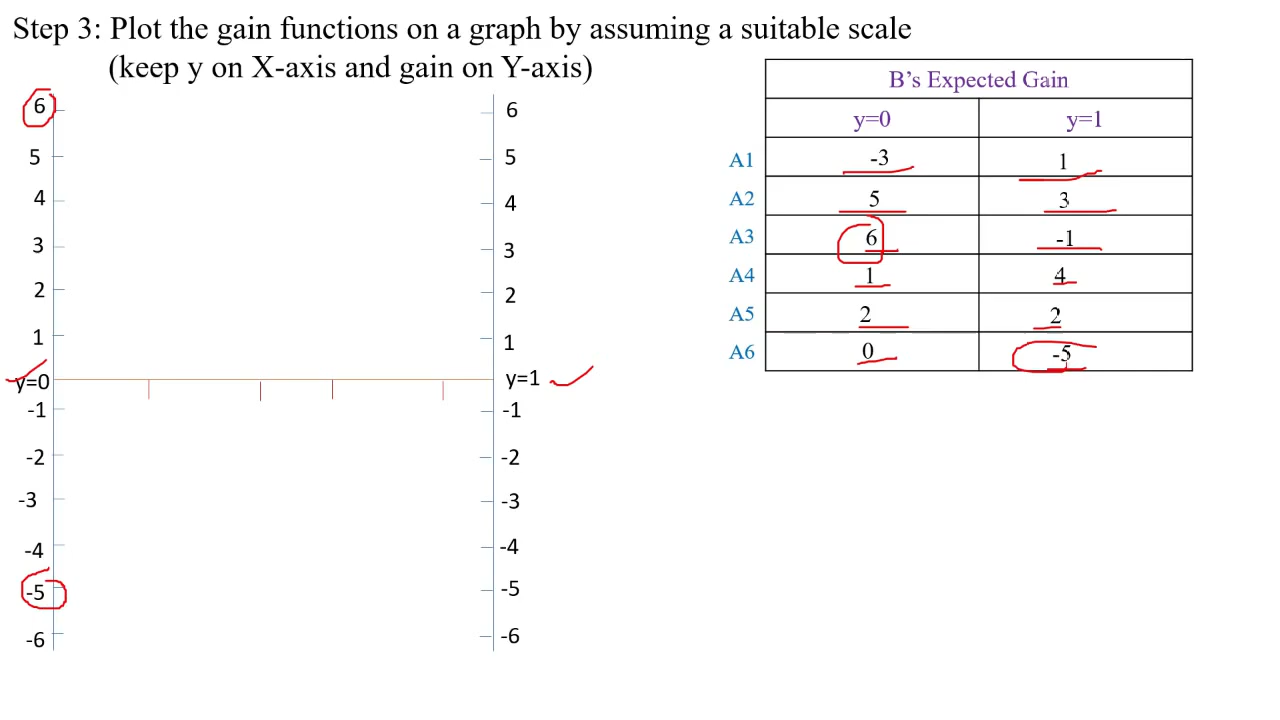 Step 3: Plot the gain functions on a graph by assuming a suitable scale
(keep y on X-axis and gain on Y-axis)
B's Expected Gain
y=0 y=1
A1 -3 1
A2 5 3
A3 6 -1
A4 1 4
A5 2 2
A6 0 -5
6 6
5 5
4 4
3 3
2 2
1 1
y=0 y=1
-1 -1
-2 -2
-3 -3
-4 -4
-5 -5
-6 -6